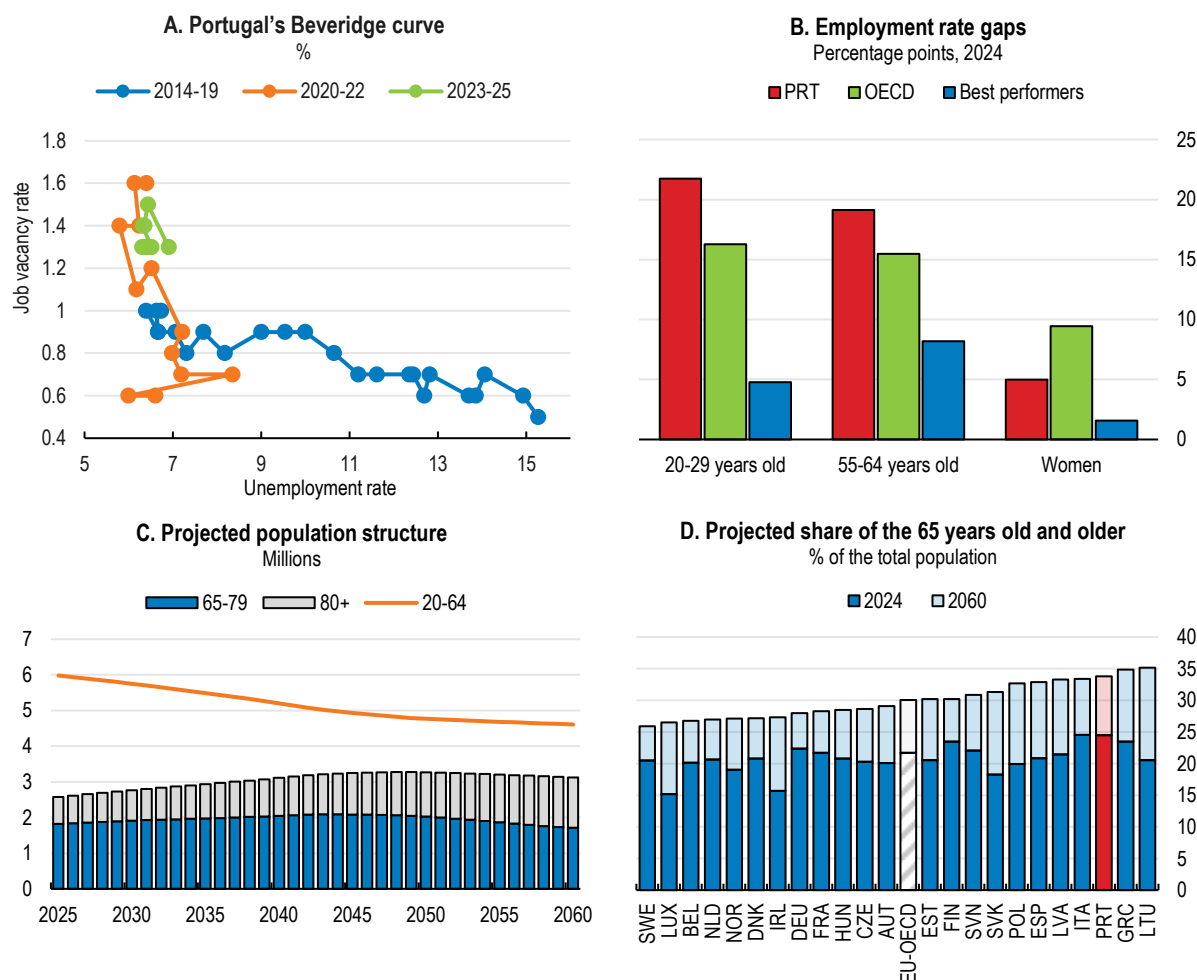 A. Portugal's Beveridge curve
%
2014-19 2020-22 2023-25
Job vacancy rate
1.8
1.6
1.4
1.2
1
0.8
0.6
0.4
5 7 9 11 13 15
Unemployment rate
B. Employment rate gaps
Percentage points, 2024
PRT OECD Best performers
25
20
15
10
5
0
20-29 years old 55-64 years old Women
C. Projected population structure
Millions
65-79 80+ 20-64
7
6
5
4
3
2
1
0
2025 2030 2035 2040 2045 2050 2055 2060
D. Projected share of the 65 years old and older
% of the total population
2024 2060
40
35
30
25
20
15
10
5
0
SWE
LUX
BEL
NLD
NOR
DNK
IRL
DEU
FRA
HUN
CZE
AUT
EU-OECD
EST
FIN
SVN
SVK
POL
ESP
LVA
ITA
PRT
GRC
LTU